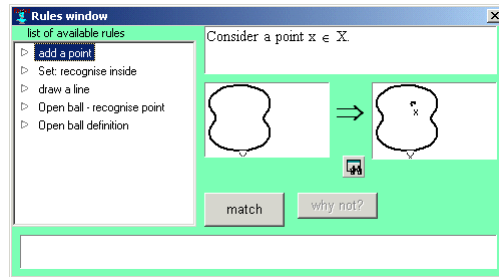 Rules window
list of available rules
Consider a point x ∈ X.
add a point
Set: recognise inside
draw a line
Open ball - recognise point
Open ball definition
X
x
X
match
why not?